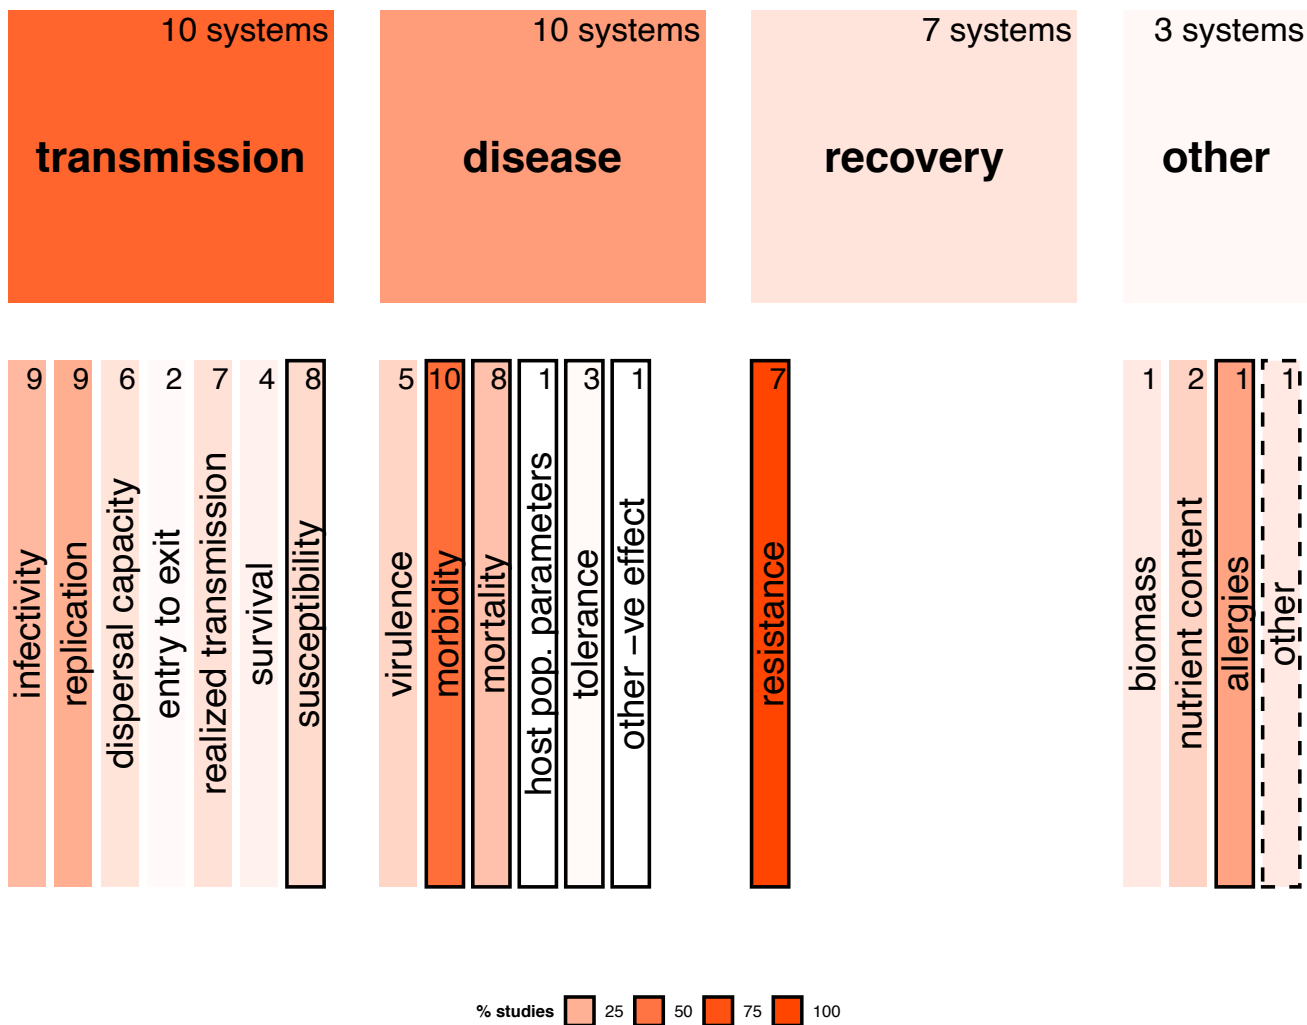 10 systems
transmission
10 systems
disease
7 systems
recovery
3 systems
other
9
infectivity
9
replication
6
dispersal capacity
2
entry to exit
7
realized transmission
4
survival
8
susceptibility
5
virulence
10
morbidity
8
mortality
1
host pop. parameters
3
tolerance
1
other −ve effect
7
resistance
1
biomass
2
nutrient content
1
allergies
1
other
% studies 25 50 75 100